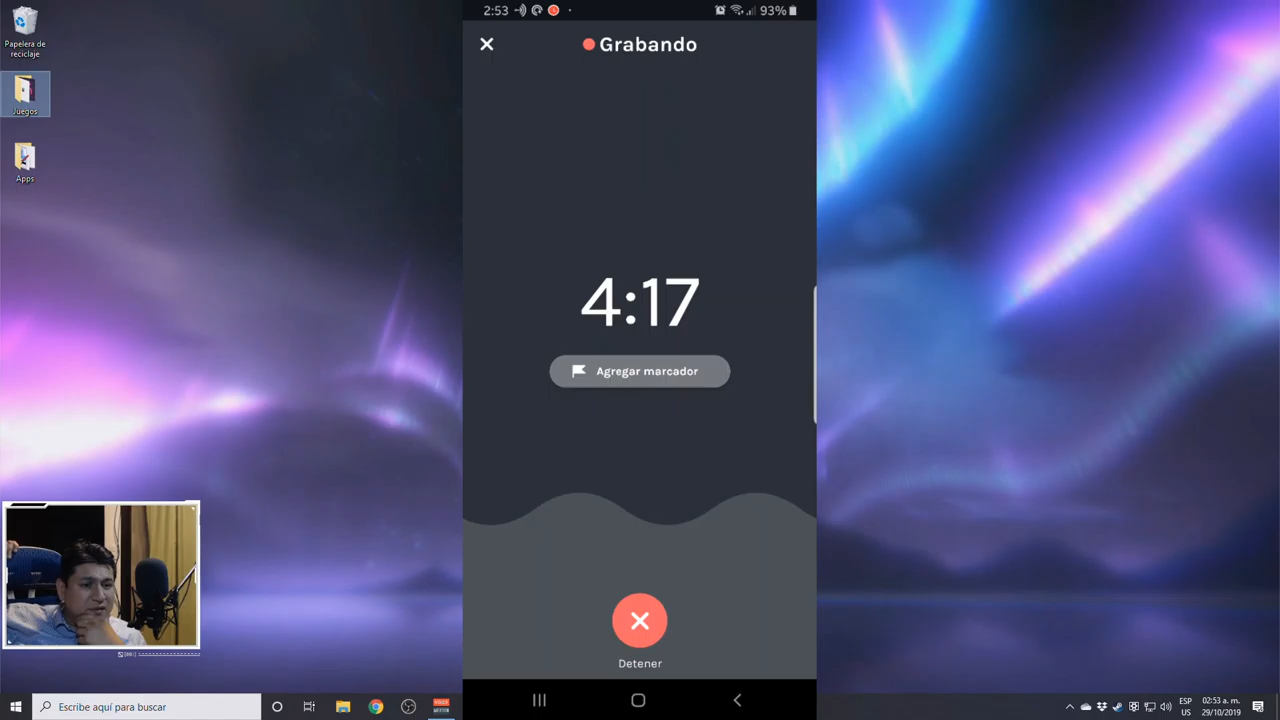 Papelera de
reciclaje
Juegos
Apps
2:53
93%
Grabando
4:17
Agregar marcador
Detener
Escribe aquí para buscar
ESP
US
02:53 a. m.
29/10/2019